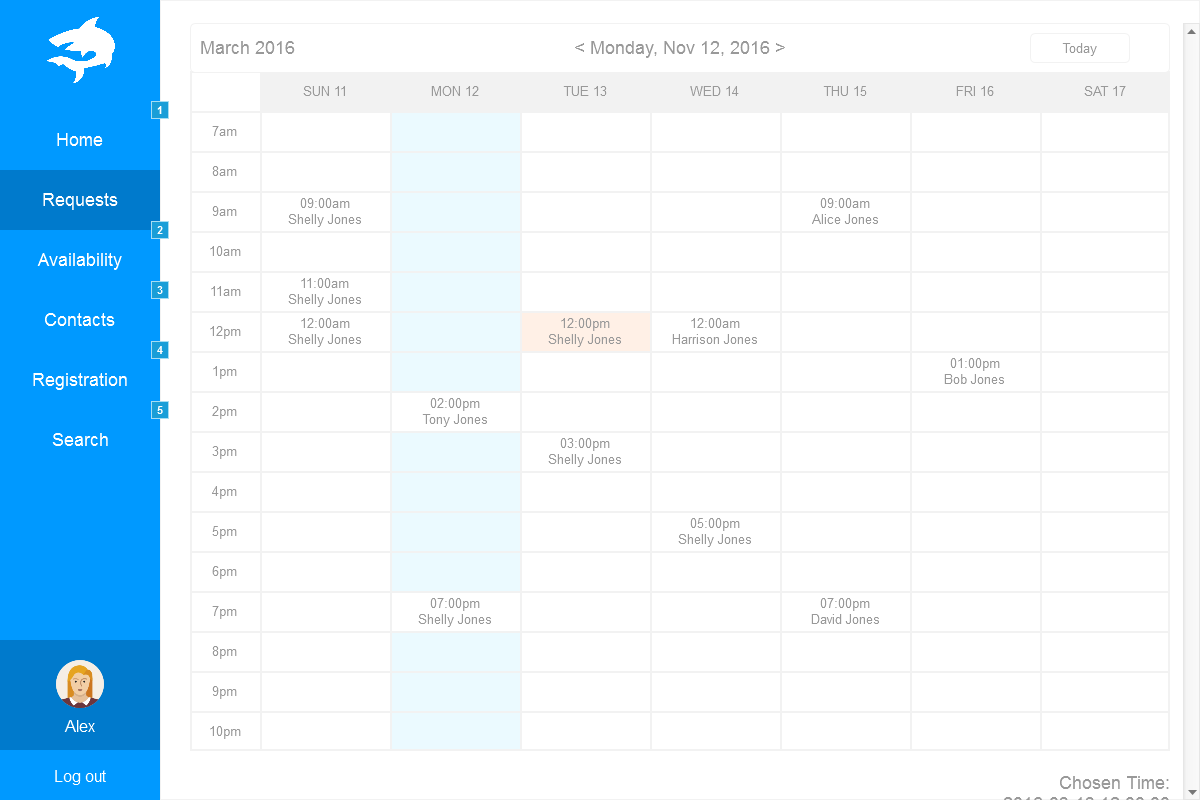 March 2016
< Monday, Nov 12, 2016 >
Today
SUN 11 MON 12 TUE 13 WED 14 THU 15 FRI 16 SAT 17
1
Home
Requests
2
Availability
3
Contacts
4
Registration
5
Search
Alex
Log out
7am
8am
9am
09:00am
Shelly Jones
09:00am
Alice Jones
10am
11am
11:00am
Shelly Jones
12pm
12:00am
Shelly Jones
12:00pm
Shelly Jones
12:00am
Harrison Jones
1pm
01:00pm
Bob Jones
2pm
02:00pm
Tony Jones
3pm
03:00pm
Shelly Jones
4pm
5pm
05:00pm
Shelly Jones
6pm
7pm
07:00pm
Shelly Jones
07:00pm
David Jones
8pm
9pm
10pm
Chosen Time: